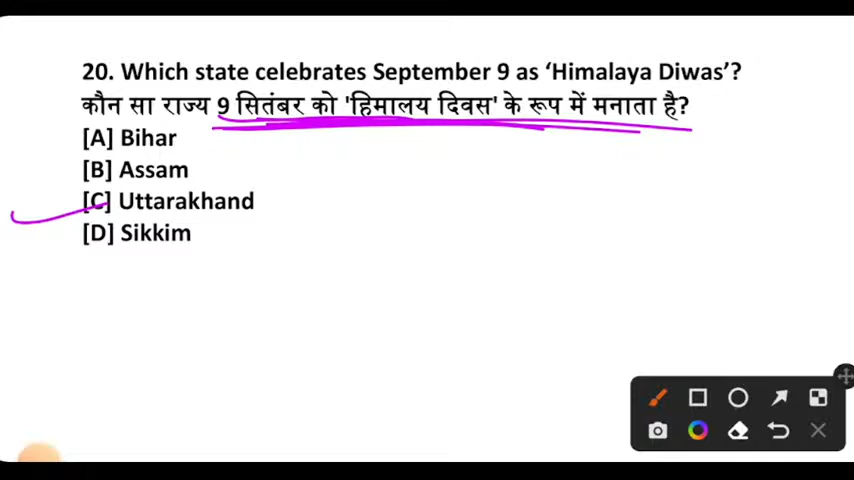 20. Which state celebrates September 9 as ‘Himalaya Diwas’?
कौन सा राज्य 9 सितंबर को 'हिमालय दिवस' के रूप में मनाता है?
[A] Bihar
[B] Assam
[C] Uttarakhand
[D] Sikkim